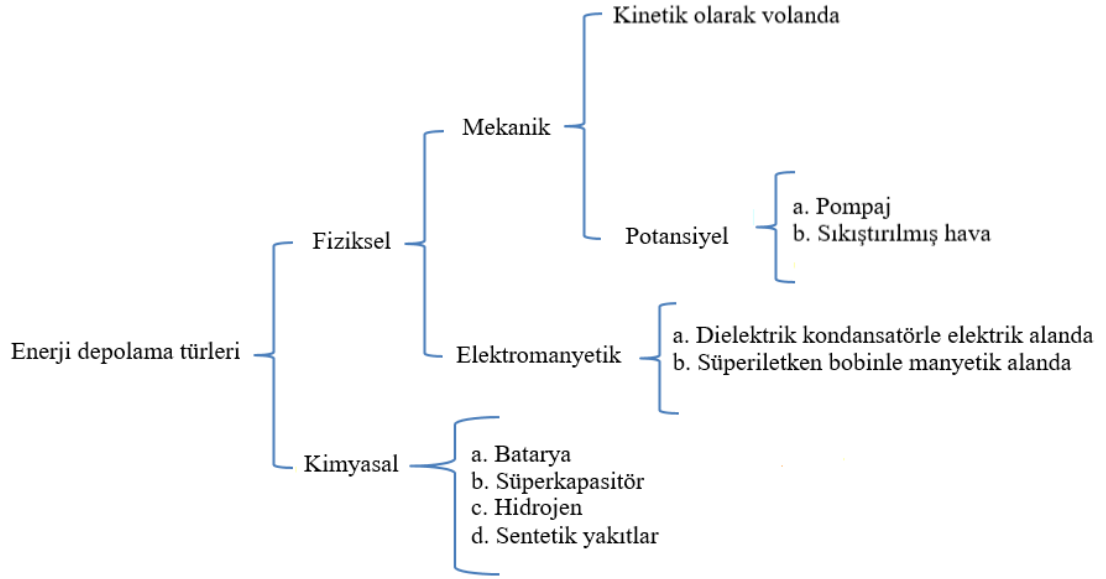 Kinetik olarak volanda
Mekanik
a. Pompaj
b. Sıkıştırılmış hava
Potansiyel
Fiziksel
a. Dielektrik kondansatörle elektrik alanda
b. Süperiletken bobinle manyetik alanda
Elektromanyetik
Enerji depolama türleri
Kimyasal
a. Batarya
b. Süperkapasitör
c. Hidrojen
d. Sentetik yakıtlar